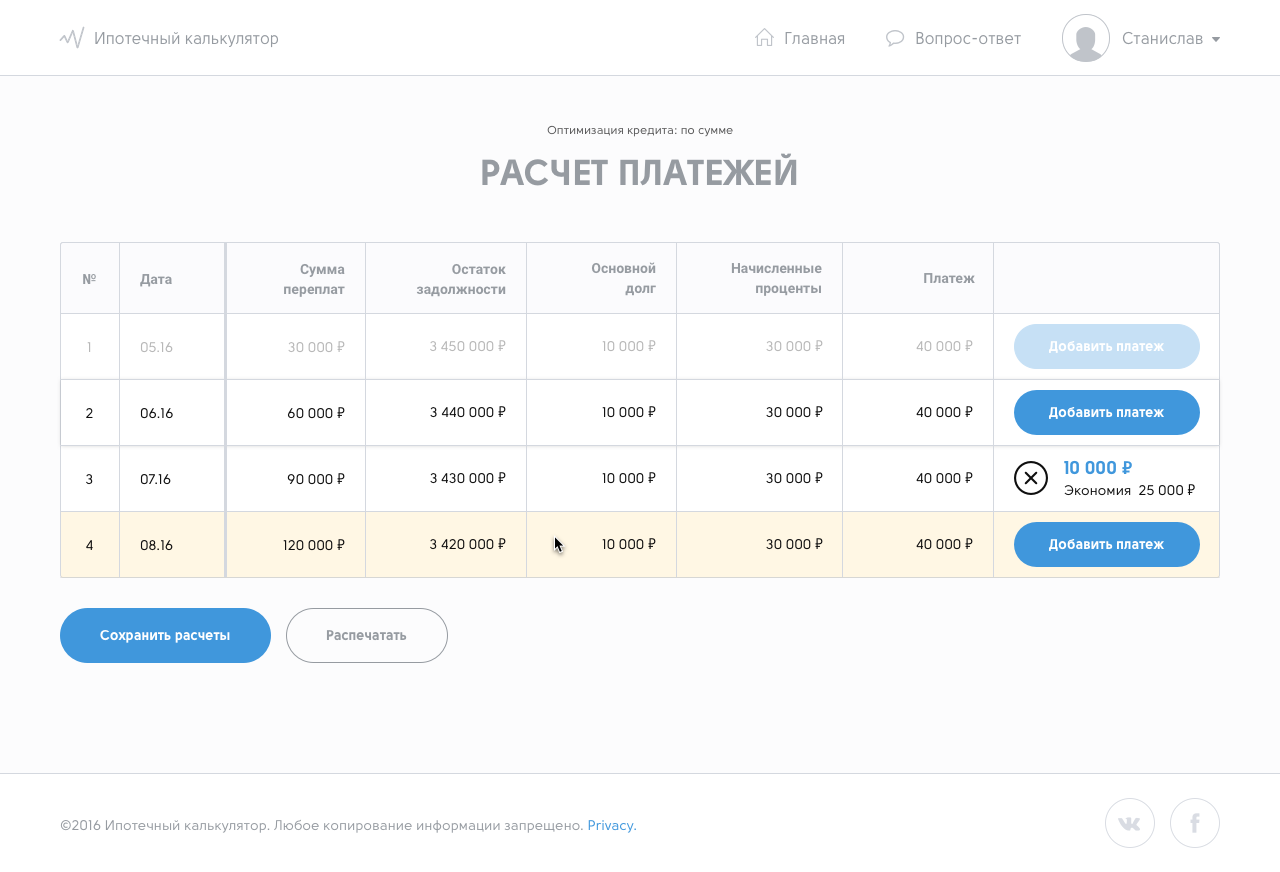 Ипотечный калькулятор
Главная
Вопрос-ответ
Станислав
Оптимизация кредита: по сумме
РАСЧЕТ ПЛАТЕЖЕЙ
№ Дата Сумма переплат Остаток задолжности Основной долг Начисленные проценты Платеж
1 05.16 30 000 ₽ 3 450 000 ₽ 10 000 ₽ 30 000 ₽ 40 000 ₽ Добавить платеж
2 06.16 60 000 ₽ 3 440 000 ₽ 10 000 ₽ 30 000 ₽ 40 000 ₽ Добавить платеж
3 07.16 90 000 ₽ 3 430 000 ₽ 10 000 ₽ 30 000 ₽ 40 000 ₽ 10 000 ₽
Экономия 25 000 ₽
4 08.16 120 000 ₽ 3 420 000 ₽ 10 000 ₽ 30 000 ₽ 40 000 ₽ Добавить платеж
Сохранить расчеты
Распечатать
©2016 Ипотечный калькулятор. Любое копирование информации запрещено. Privacy.